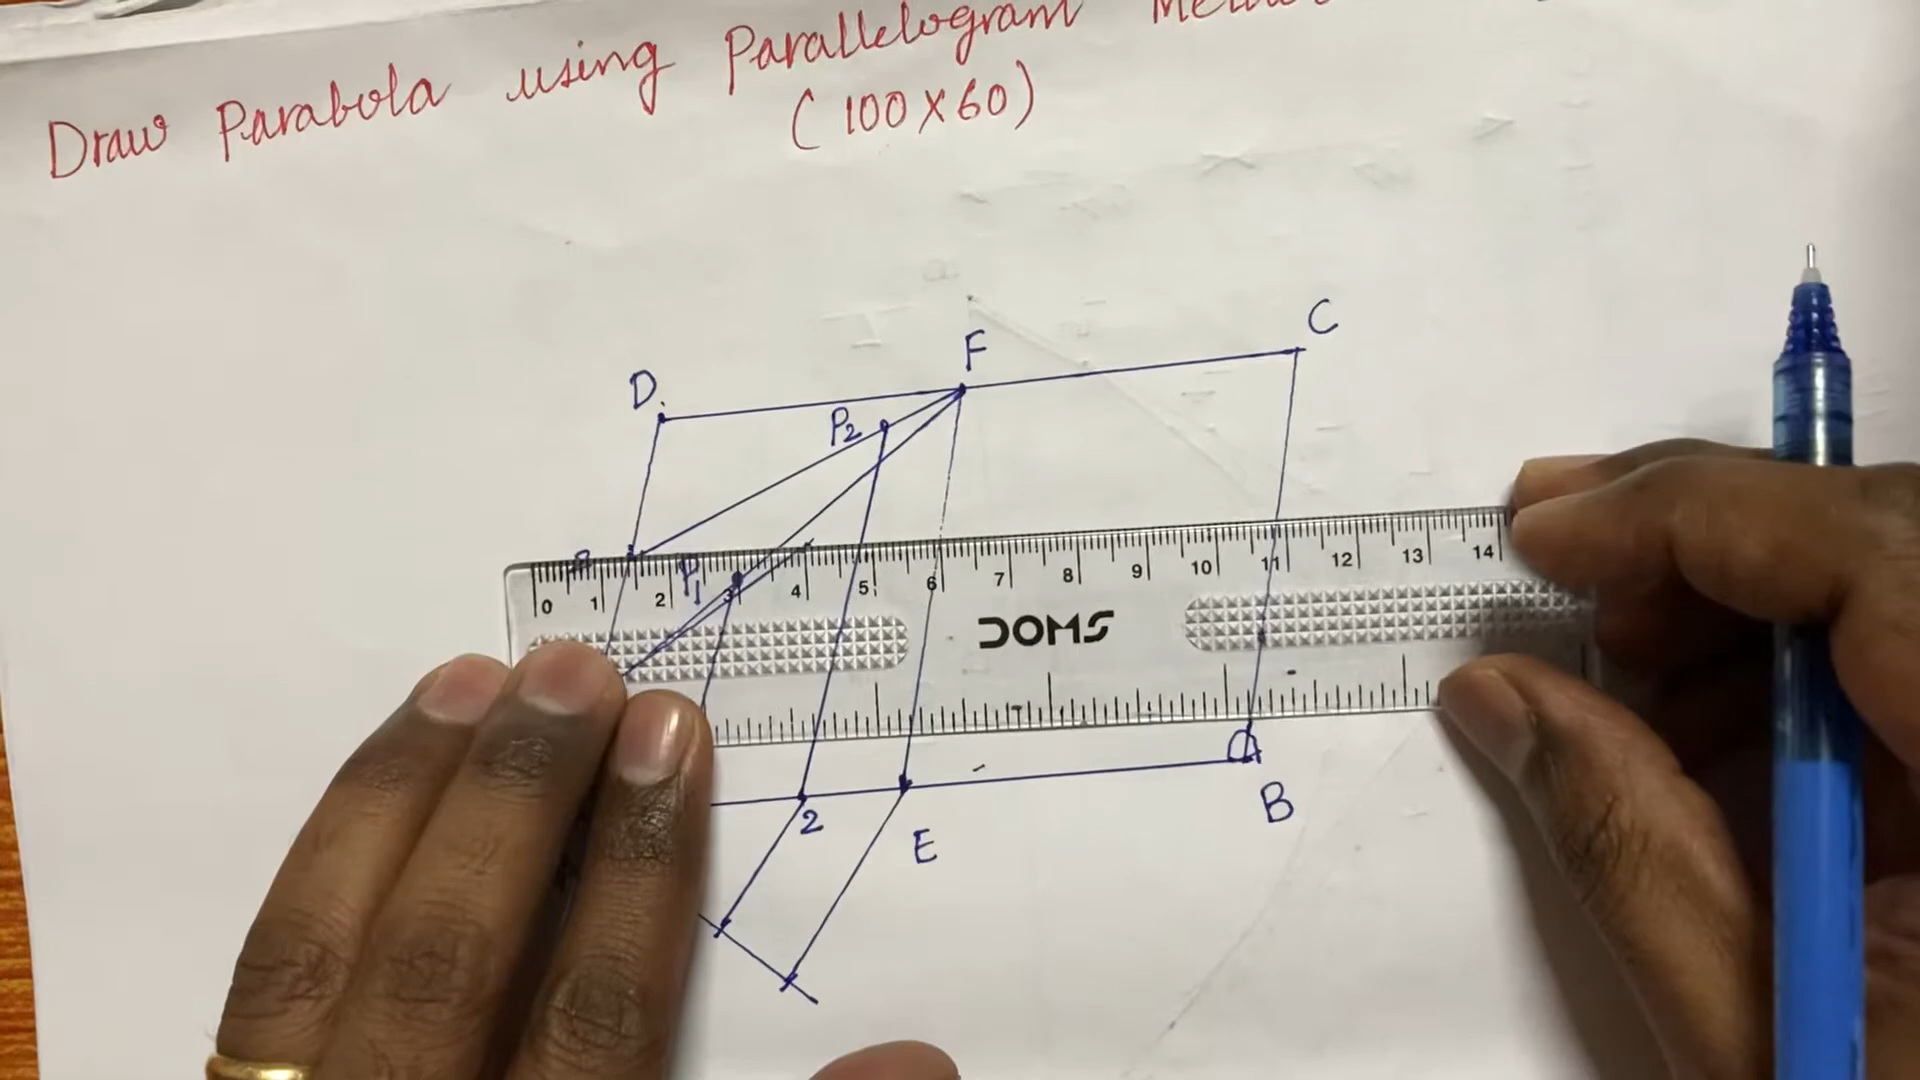 Draw Parabola using Parallelogram
(100 X 60)
C
F
D.
P2
P1
0 1 2 3 4 5 6 7 8 9 10 11 12 13 14
DOMS
2
E
B